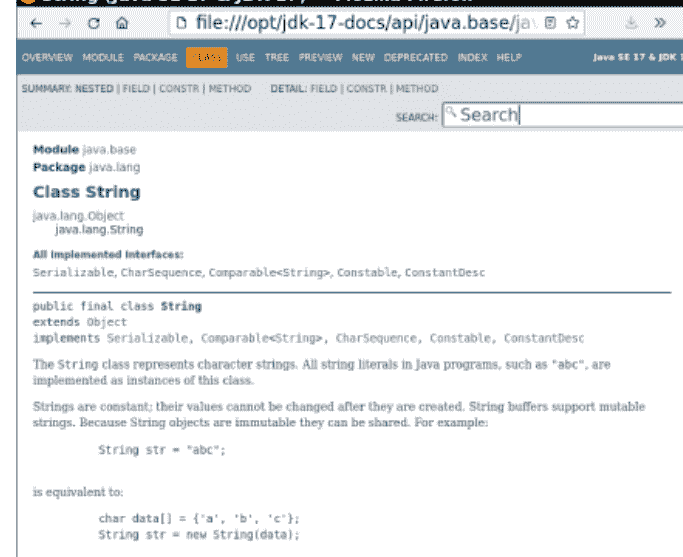 file:///opt/jdk-17-docs/api/java.base/ja
OVERVIEW MODULE PACKAGE CLASS USE TREE PREVIEW NEW DEPRECATED INDEX HELP Java SE 17 & JDK
SUMMARY: NESTED | FIELD | CONSTR | METHOD DETAIL: FIELD | CONSTR | METHOD
SEARCH: Search
Module java.base
Package java.lang
Class String
java.lang.Object
java.lang.String
All Implemented Interfaces:
Serializable, CharSequence, Comparable<String>, Constable, ConstantDesc
public final class String
extends Object
implements Serializable, Comparable<String>, CharSequence, Constable, ConstantDesc
The String class represents character strings. All string literals in Java programs, such as "abc", are
implemented as instances of this class.
Strings are constant; their values cannot be changed after they are created. String buffers support mutable
strings. Because String objects are immutable they can be shared. For example:
String str = "abc";
is equivalent to:
char data[] = {'a', 'b', 'c'};
String str = new String(data);